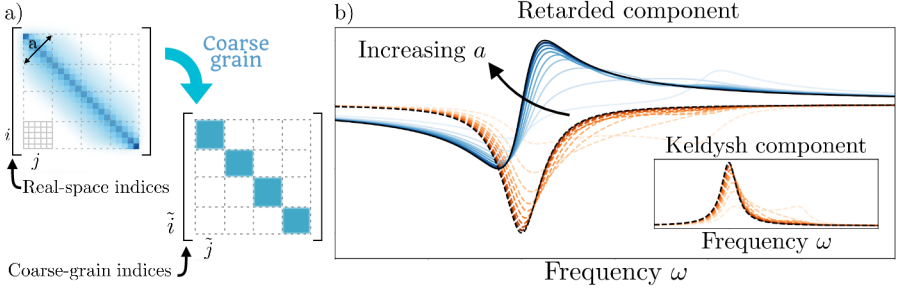 a)
a
i
j
Real-space indices
Coarse
grain
ĩ
j̃
Coarse-grain indices
b)
Retarded component
Increasing a
Keldysh component
Frequency ω
Frequency ω